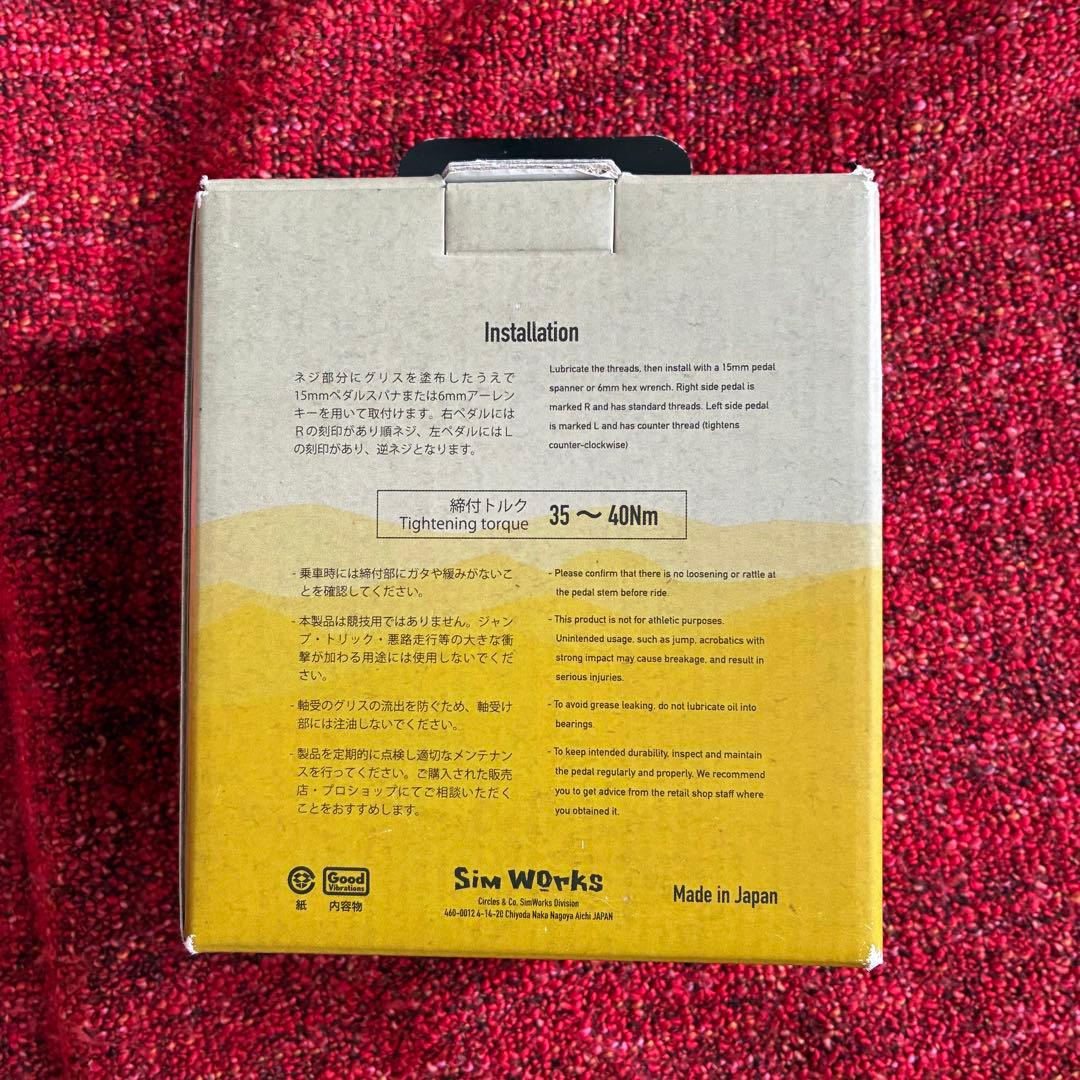 Installation
ネジ部分にグリスを塗布したうえで
15mmペダルスパナまたは6mmアーレン
キーを用いて取付けます。右ペダルには
Rの刻印があり順ネジ、左ペダルにはL
の刻印があり、逆ネジとなります。
Lubricate the threads, then install with a 15mm pedal
spanner or 6mm hex wrench. Right side pedal is
marked R and has standard threads. Left side pedal
is marked L and has counter thread (tightens
counter-clockwise)
締付トルク
Tightening torque
35 〜 40Nm
- 乗車時には締付部にガタや緩みがないこ
とを確認してください。
- 本製品は競技用ではありません。ジャン
プ・トリック・悪路走行等の大きな衝
撃が加わる用途には使用しないでくだ
さい。
- 軸受のグリスの流出を防ぐため、軸受け
部には注油しないでください。
- 製品を定期的に点検し適切なメンテナン
スを行ってください。ご購入された販売
店・プロショップにてご相談いただく
ことをおすすめします。
- Please confirm that there is no loosening or rattle at
the pedal stem before ride.
- This product is not for athletic purposes.
Unintended usage, such as jump, acrobatics with
strong impact may cause breakage, and result in
serious injuries.
- To avoid grease leaking, do not lubricate oil into
bearings.
- To keep intended durability, inspect and maintain
the pedal regularly and properly. We recommend
you to get advice from the retail shop staff where
you obtained it.
紙
Good
Vibrations
内容物
SiM WOrKs
Circles & Co. SimWorks Division
460-0012 4-14-20 Chiyoda Naka Nagoya Aichi JAPAN
Made in Japan